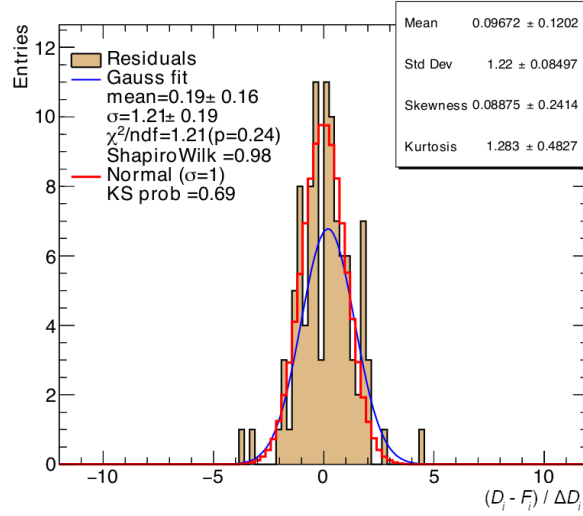 Entries
12
10
8
6
4
2
0
Residuals
Gauss fit
mean=0.19± 0.16
σ=1.21± 0.19
χ²/ndf=1.21(p=0.24)
ShapiroWilk =0.98
Normal (σ=1)
KS prob =0.69
Mean 0.09672 ± 0.1202
Std Dev 1.22 ± 0.08497
Skewness 0.08875 ± 0.2414
Kurtosis 1.283 ± 0.4827
−10 −5 0 5 10
(Dᵢ - Fᵢ) / ΔDᵢ